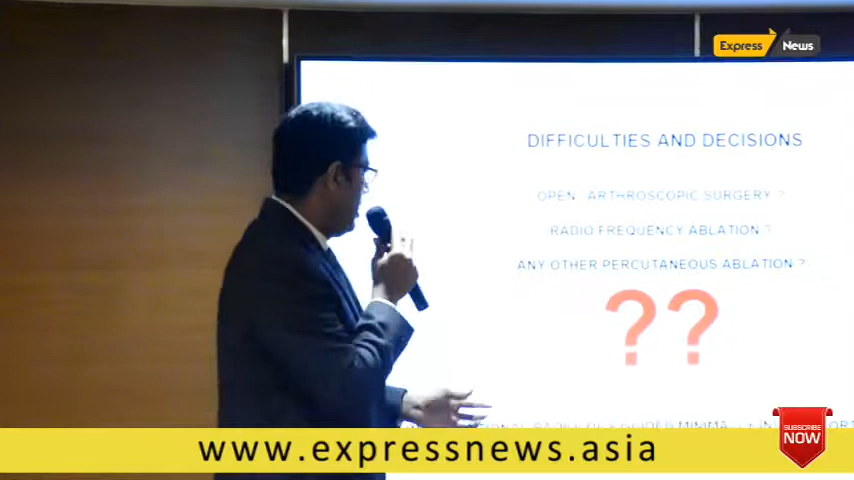 Express News
DIFFICULTIES AND DECISIONS
OPEN / ARTHROSCOPIC SURGERY ?
RADIO FREQUENCY ABLATION ?
ANY OTHER PERCUTANEOUS ABLATION ?
??
SUBSCRIBE
NOW
www.expressnews.asia